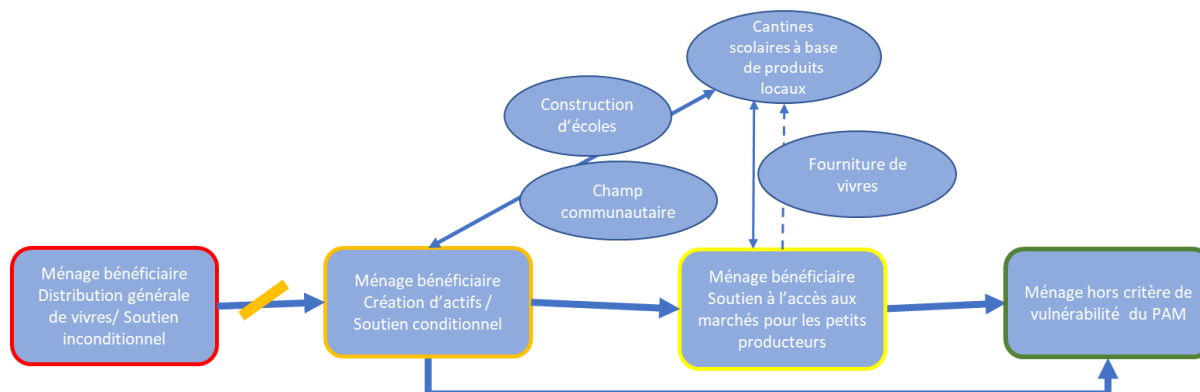 Cantines
scolaires à base
de produits
locaux
Construction
d'écoles
Champ
communautaire
Fourniture de
vivres
Ménage bénéficiaire
Distribution générale
de vivres/ Soutien
inconditionnel
Ménage bénéficiaire
Création d'actifs /
Soutien conditionnel
Ménage bénéficiaire
Soutien à l'accès aux
marchés pour les petits
producteurs
Ménage hors critère de
vulnérabilité du PAM